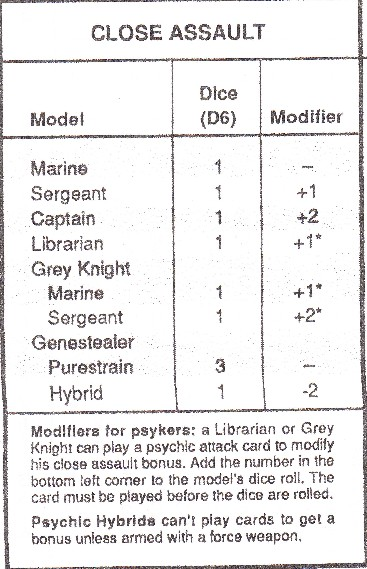 CLOSE ASSAULT
Model Dice (D6) Modifier
Marine 1 –
Sergeant 1 +1
Captain 1 +2
Librarian 1 +1*
Grey Knight
Marine 1 +1*
Sergeant 1 +2*
Genestealer
Purestrain 3 –
Hybrid 1 -2
Modifiers for psykers: a Librarian or Grey
Knight can play a psychic attack card to modify
his close assault bonus. Add the number in the
bottom left corner to the model's dice roll. The
card must be played before the dice are rolled.
Psychic Hybrids can't play cards to get a
bonus unless armed with a force weapon.